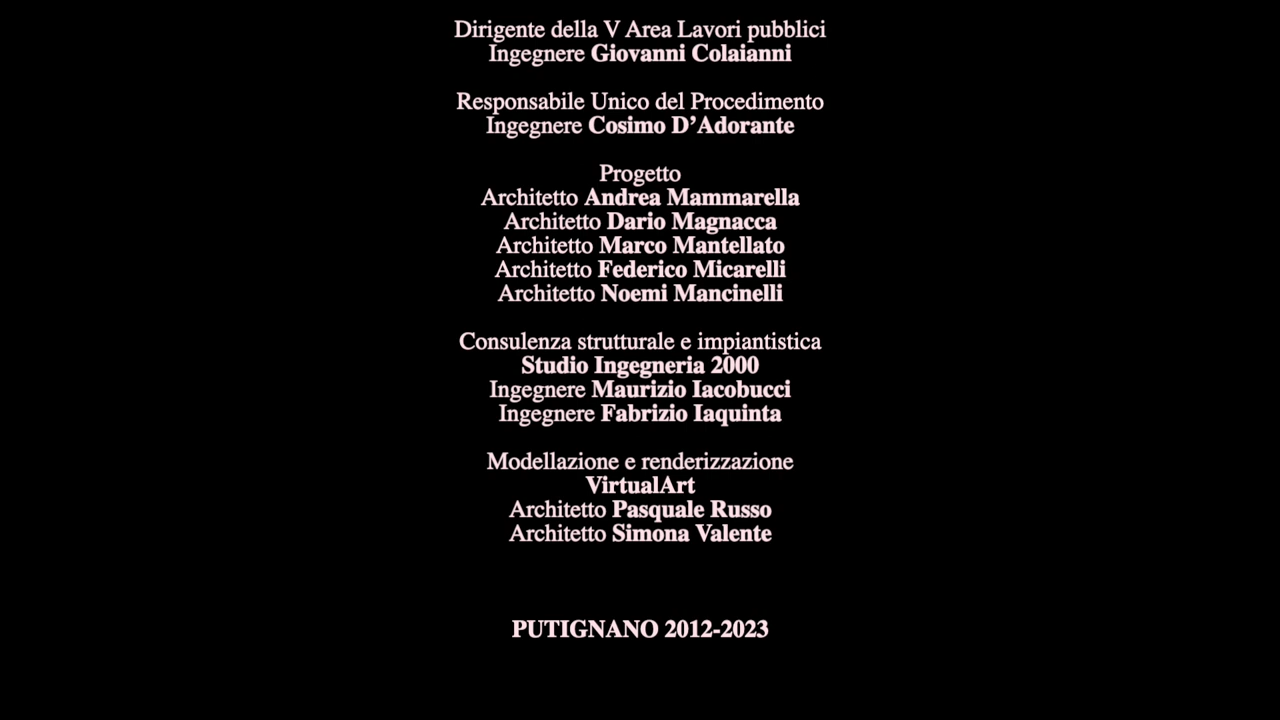 Dirigente della V Area Lavori pubblici
Ingegnere Giovanni Colaianni
Responsabile Unico del Procedimento
Ingegnere Cosimo D’Adorante
Progetto
Architetto Andrea Mammarella
Architetto Dario Magnacca
Architetto Marco Mantellato
Architetto Federico Micarelli
Architetto Noemi Mancinelli
Consulenza strutturale e impiantistica
Studio Ingegneria 2000
Ingegnere Maurizio Iacobucci
Ingegnere Fabrizio Iaquinta
Modellazione e renderizzazione
VirtualArt
Architetto Pasquale Russo
Architetto Simona Valente
PUTIGNANO 2012-2023